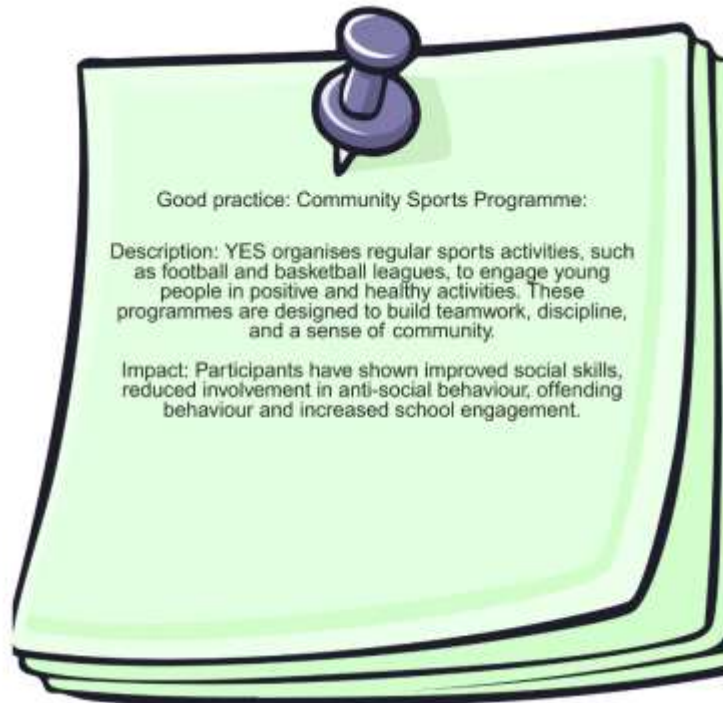 Good practice: Community Sports Programme:
Description: YES organises regular sports activities, such
as football and basketball leagues, to engage young
people in positive and healthy activities. These
programmes are designed to build teamwork, discipline,
and a sense of community.
Impact: Participants have shown improved social skills,
reduced involvement in anti-social behaviour, offending
behaviour and increased school engagement.